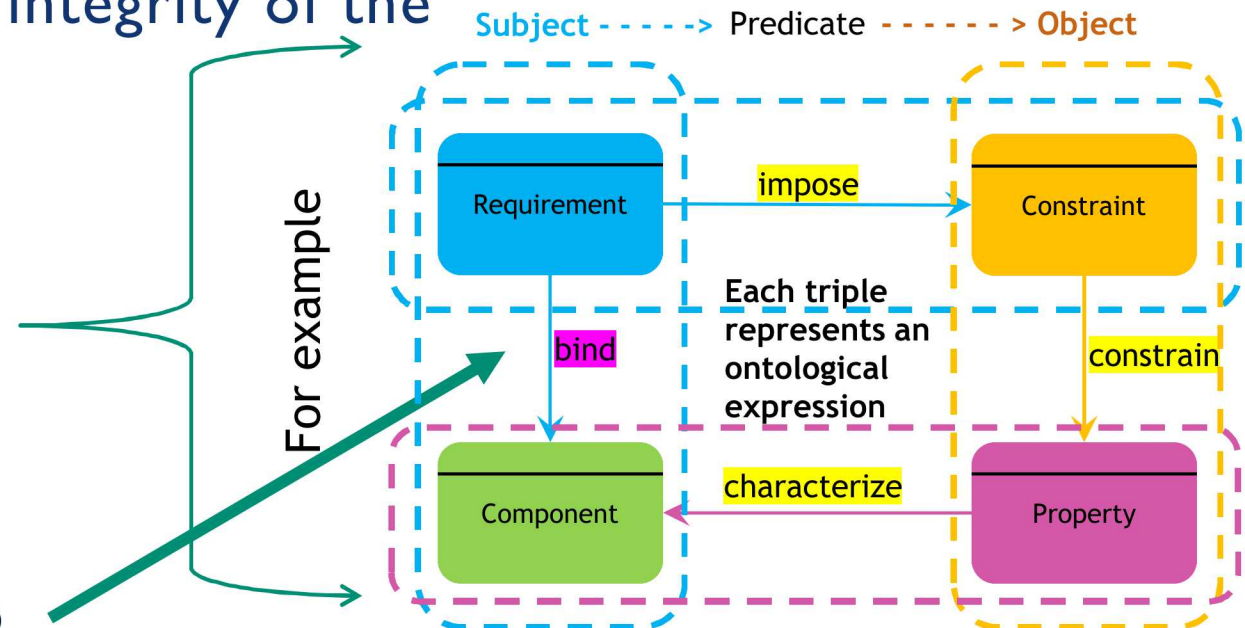 integrity of the
Subject - - - - -> Predicate - - - - - - > Object
For example
Requirement
impose
Constraint
Each triple
represents an
ontological
expression
bind
constrain
Component
characterize
Property